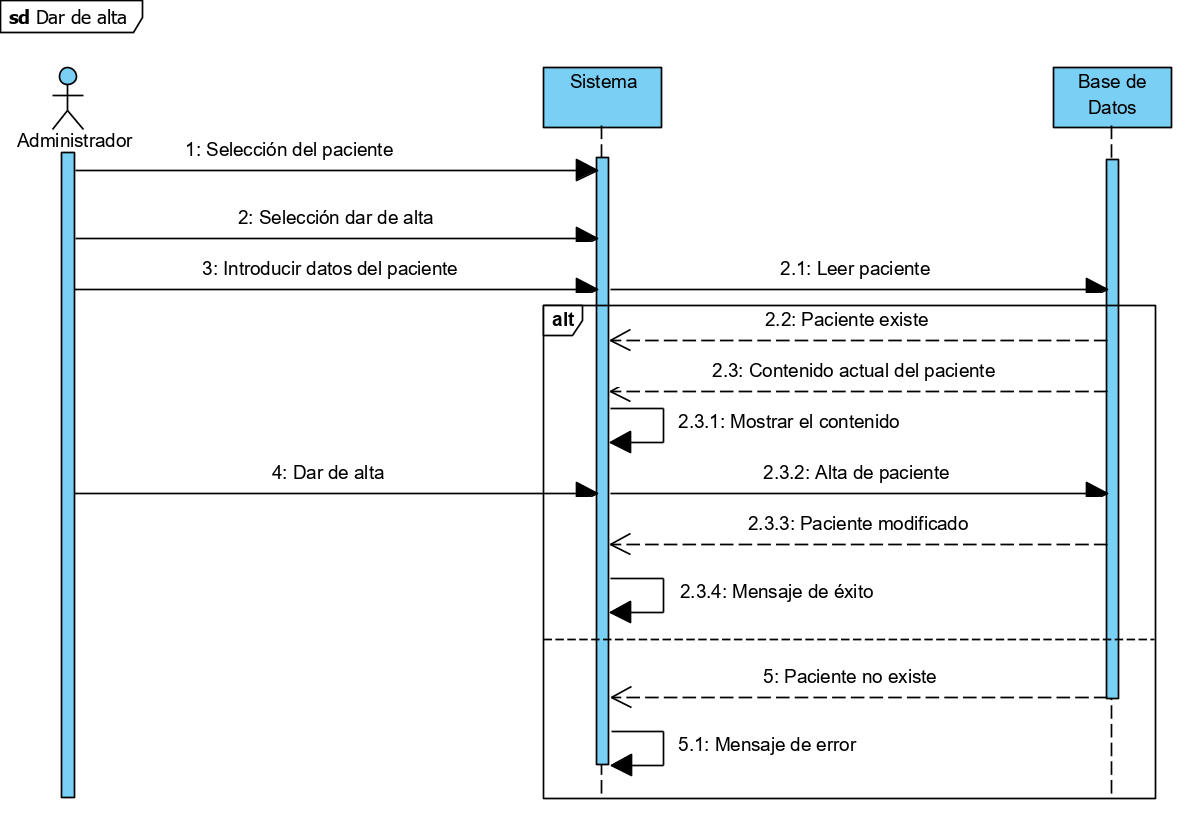 sd Dar de alta
Administrador
Sistema
Base de
Datos
1: Selección del paciente
2: Selección dar de alta
3: Introducir datos del paciente
2.1: Leer paciente
alt
2.2: Paciente existe
2.3: Contenido actual del paciente
2.3.1: Mostrar el contenido
4: Dar de alta
2.3.2: Alta de paciente
2.3.3: Paciente modificado
2.3.4: Mensaje de éxito
5: Paciente no existe
5.1: Mensaje de error